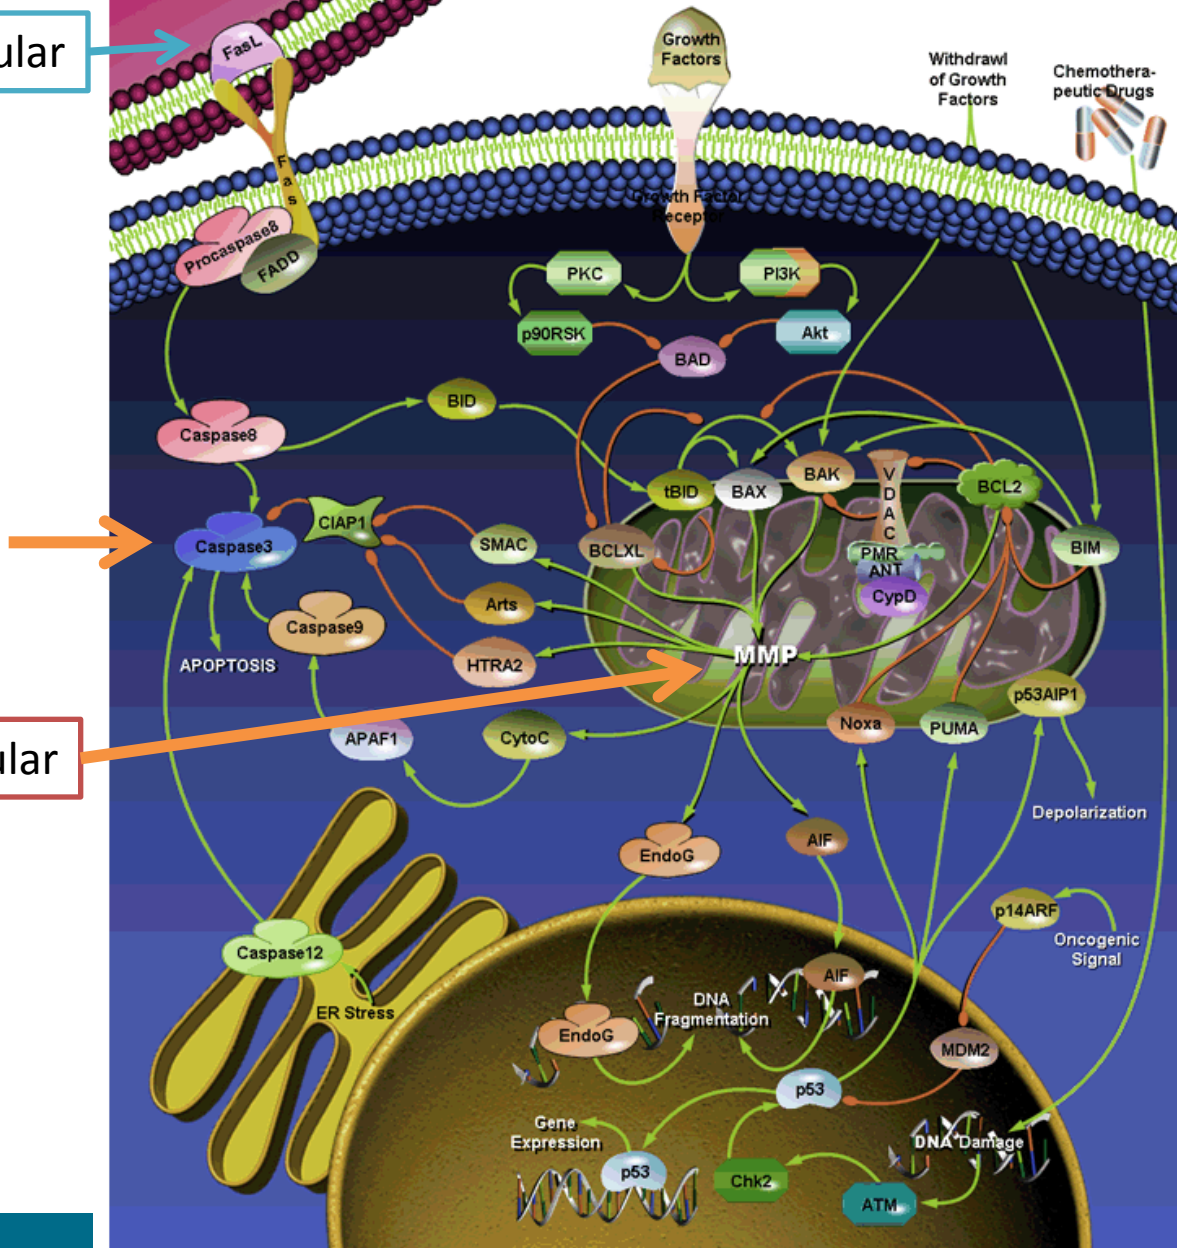 ular
FasL
Growth
Factors
Withdrawl
of Growth
Factors
Chemothera-
peutic Drugs
Fas
Growth Factor
Receptor
Procaspase8
FADD
PKC
PI3K
p90RSK
Akt
BAD
BID
Caspase8
tBID
BAX
BAK
VDAC
BCL2
CIAP1
Caspase3
SMAC
BCLXL
PMR
ANT
CypD
BIM
Arts
Caspase9
HTRA2
MMP
APOPTOSIS
p53AIP1
ular
APAF1
CytoC
Noxa
PUMA
Depolarization
EndoG
AIF
p14ARF
Oncogenic
Signal
Caspase12
ER Stress
AIF
DNA
Fragmentation
EndoG
MDM2
p53
Gene
Expression
DNA Damage
p53
Chk2
ATM